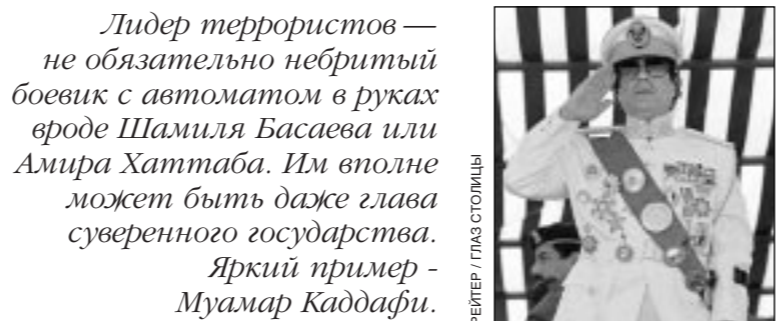 Лидер террористов —
не обязательно небритый
боевик с автоматом в руках
вроде Шамиля Басаева или
Амира Хаттаба. Им вполне
может быть даже глава
суверенного государства.
Яркий пример -
Муамар Каддафи.
РЕЙТЕР / ГЛАЗ СТОЛИЦЫ